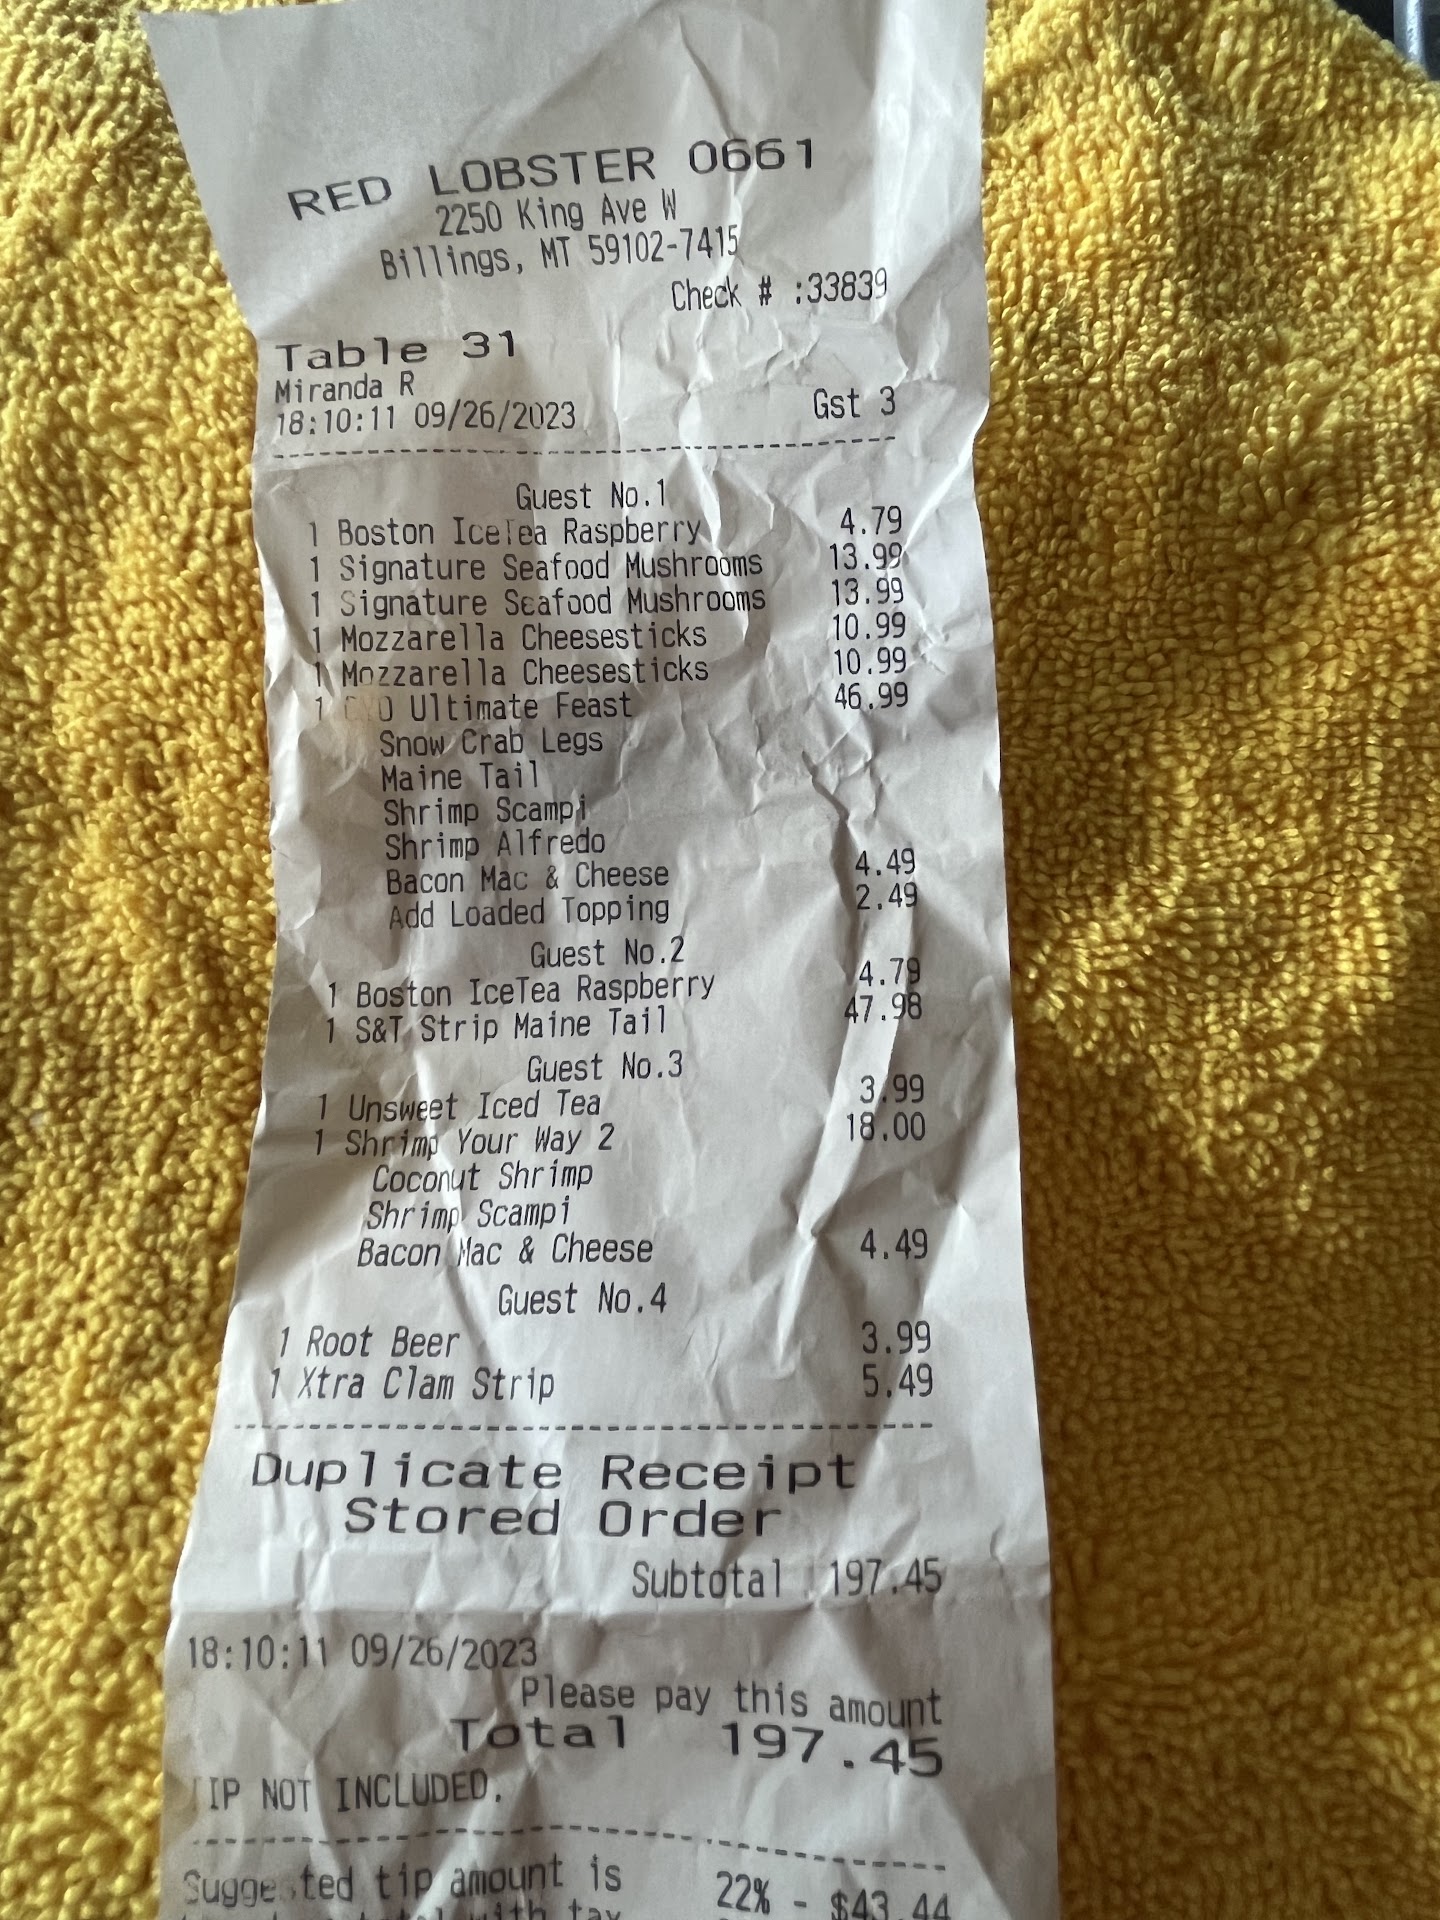 RED LOBSTER 0661
2250 King Ave W
Billings, MT 59102-7415
Check # :33839
Table 31
Miranda R
18:10:11 09/26/2023 Gst 3
Guest No.1
1 Boston IceTea Raspberry 4.79
1 Signature Seafood Mushrooms 13.99
1 Signature Seafood Mushrooms 13.99
1 Mozzarella Cheesesticks 10.99
1 Mozzarella Cheesesticks 10.99
1 CYO Ultimate Feast 46.99
Snow Crab Legs
Maine Tail
Shrimp Scampi
Shrimp Alfredo
Bacon Mac & Cheese 4.49
Add Loaded Topping 2.49
Guest No.2
1 Boston IceTea Raspberry 4.79
1 S&T Strip Maine Tail 47.98
Guest No.3
1 Unsweet Iced Tea 3.99
1 Shrimp Your Way 2 18.00
Coconut Shrimp
Shrimp Scampi
Bacon Mac & Cheese 4.49
Guest No.4
1 Root Beer 3.99
1 Xtra Clam Strip 5.49
Duplicate Receipt
Stored Order
Subtotal 197.45
18:10:11 09/26/2023
Please pay this amount
Total 197.45
TIP NOT INCLUDED.
Suggested tip amount is 22% - $43.44
with tax